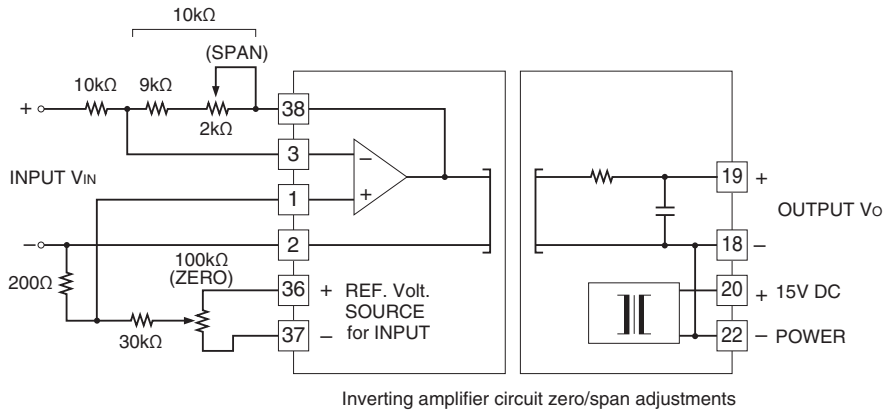 10kΩ
(SPAN)
10kΩ 9kΩ
2kΩ
+ 38
3 −
INPUT VIN
1 +
− 2
200Ω 100kΩ
(ZERO)
36 + REF. Volt.
SOURCE
37 − for INPUT
30kΩ
19 +
OUTPUT VO
18 −
20 + 15V DC
22 − POWER
Inverting amplifier circuit zero/span adjustments